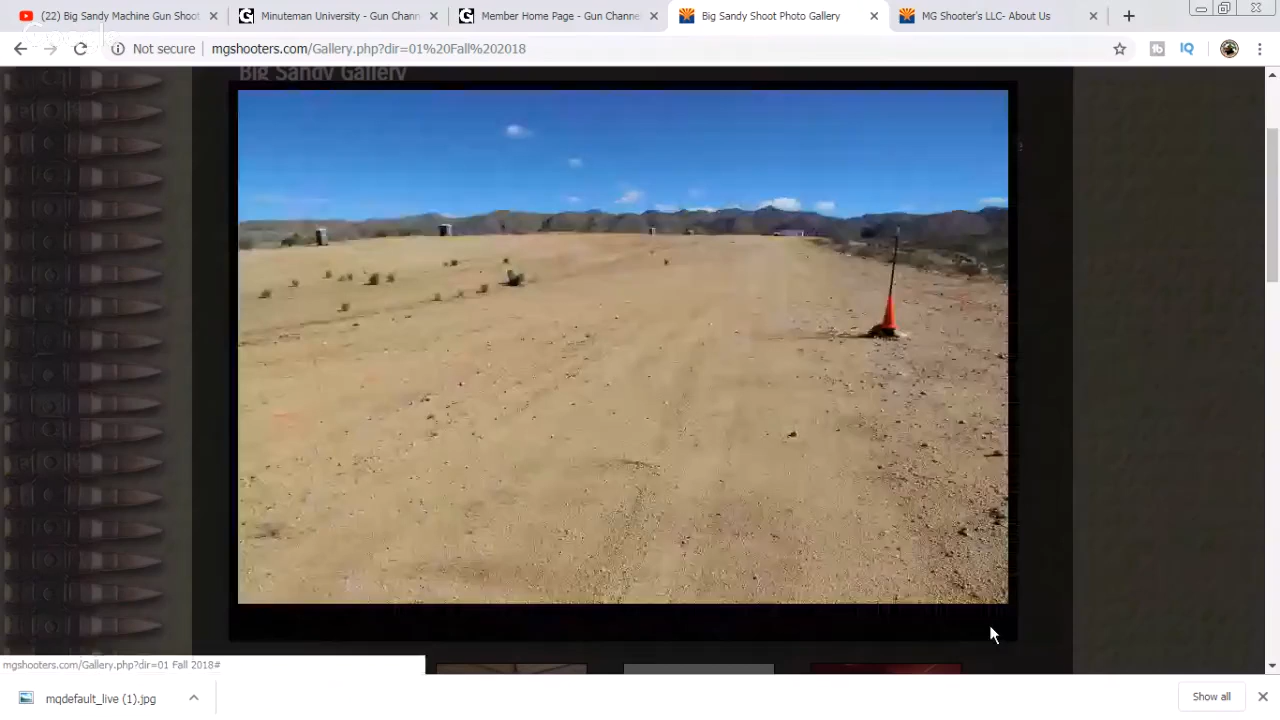 (22) Big Sandy Machine Gun Shoot
Minuteman University - Gun Chann
Member Home Page - Gun Channe
Big Sandy Shoot Photo Gallery
MG Shooter's LLC- About Us
Not secure
mgshooters.com/Gallery.php?dir=01%20Fall%202018
Big Sandy Gallery
mgshooters.com/Gallery.php?dir=01 Fall 2018#
mqdefault_live (1).jpg
Show all